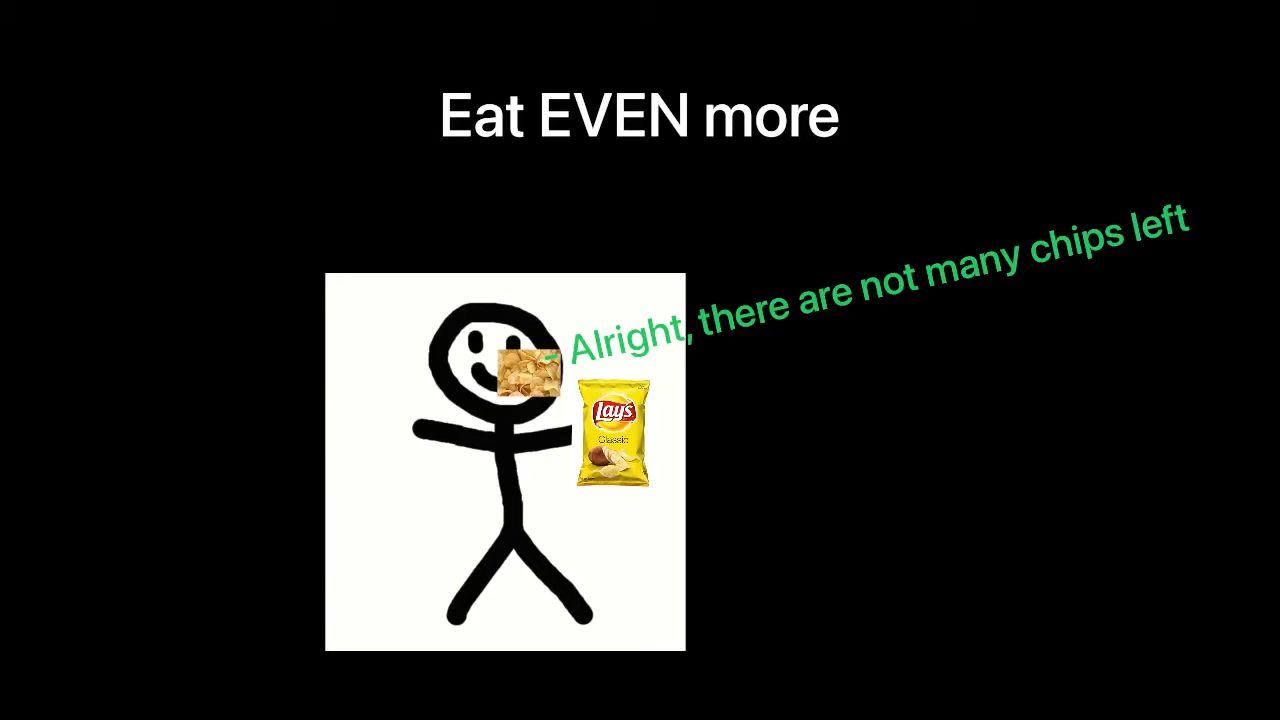 Eat EVEN more
- Alright, there are not many chips left
Lay's
Classic